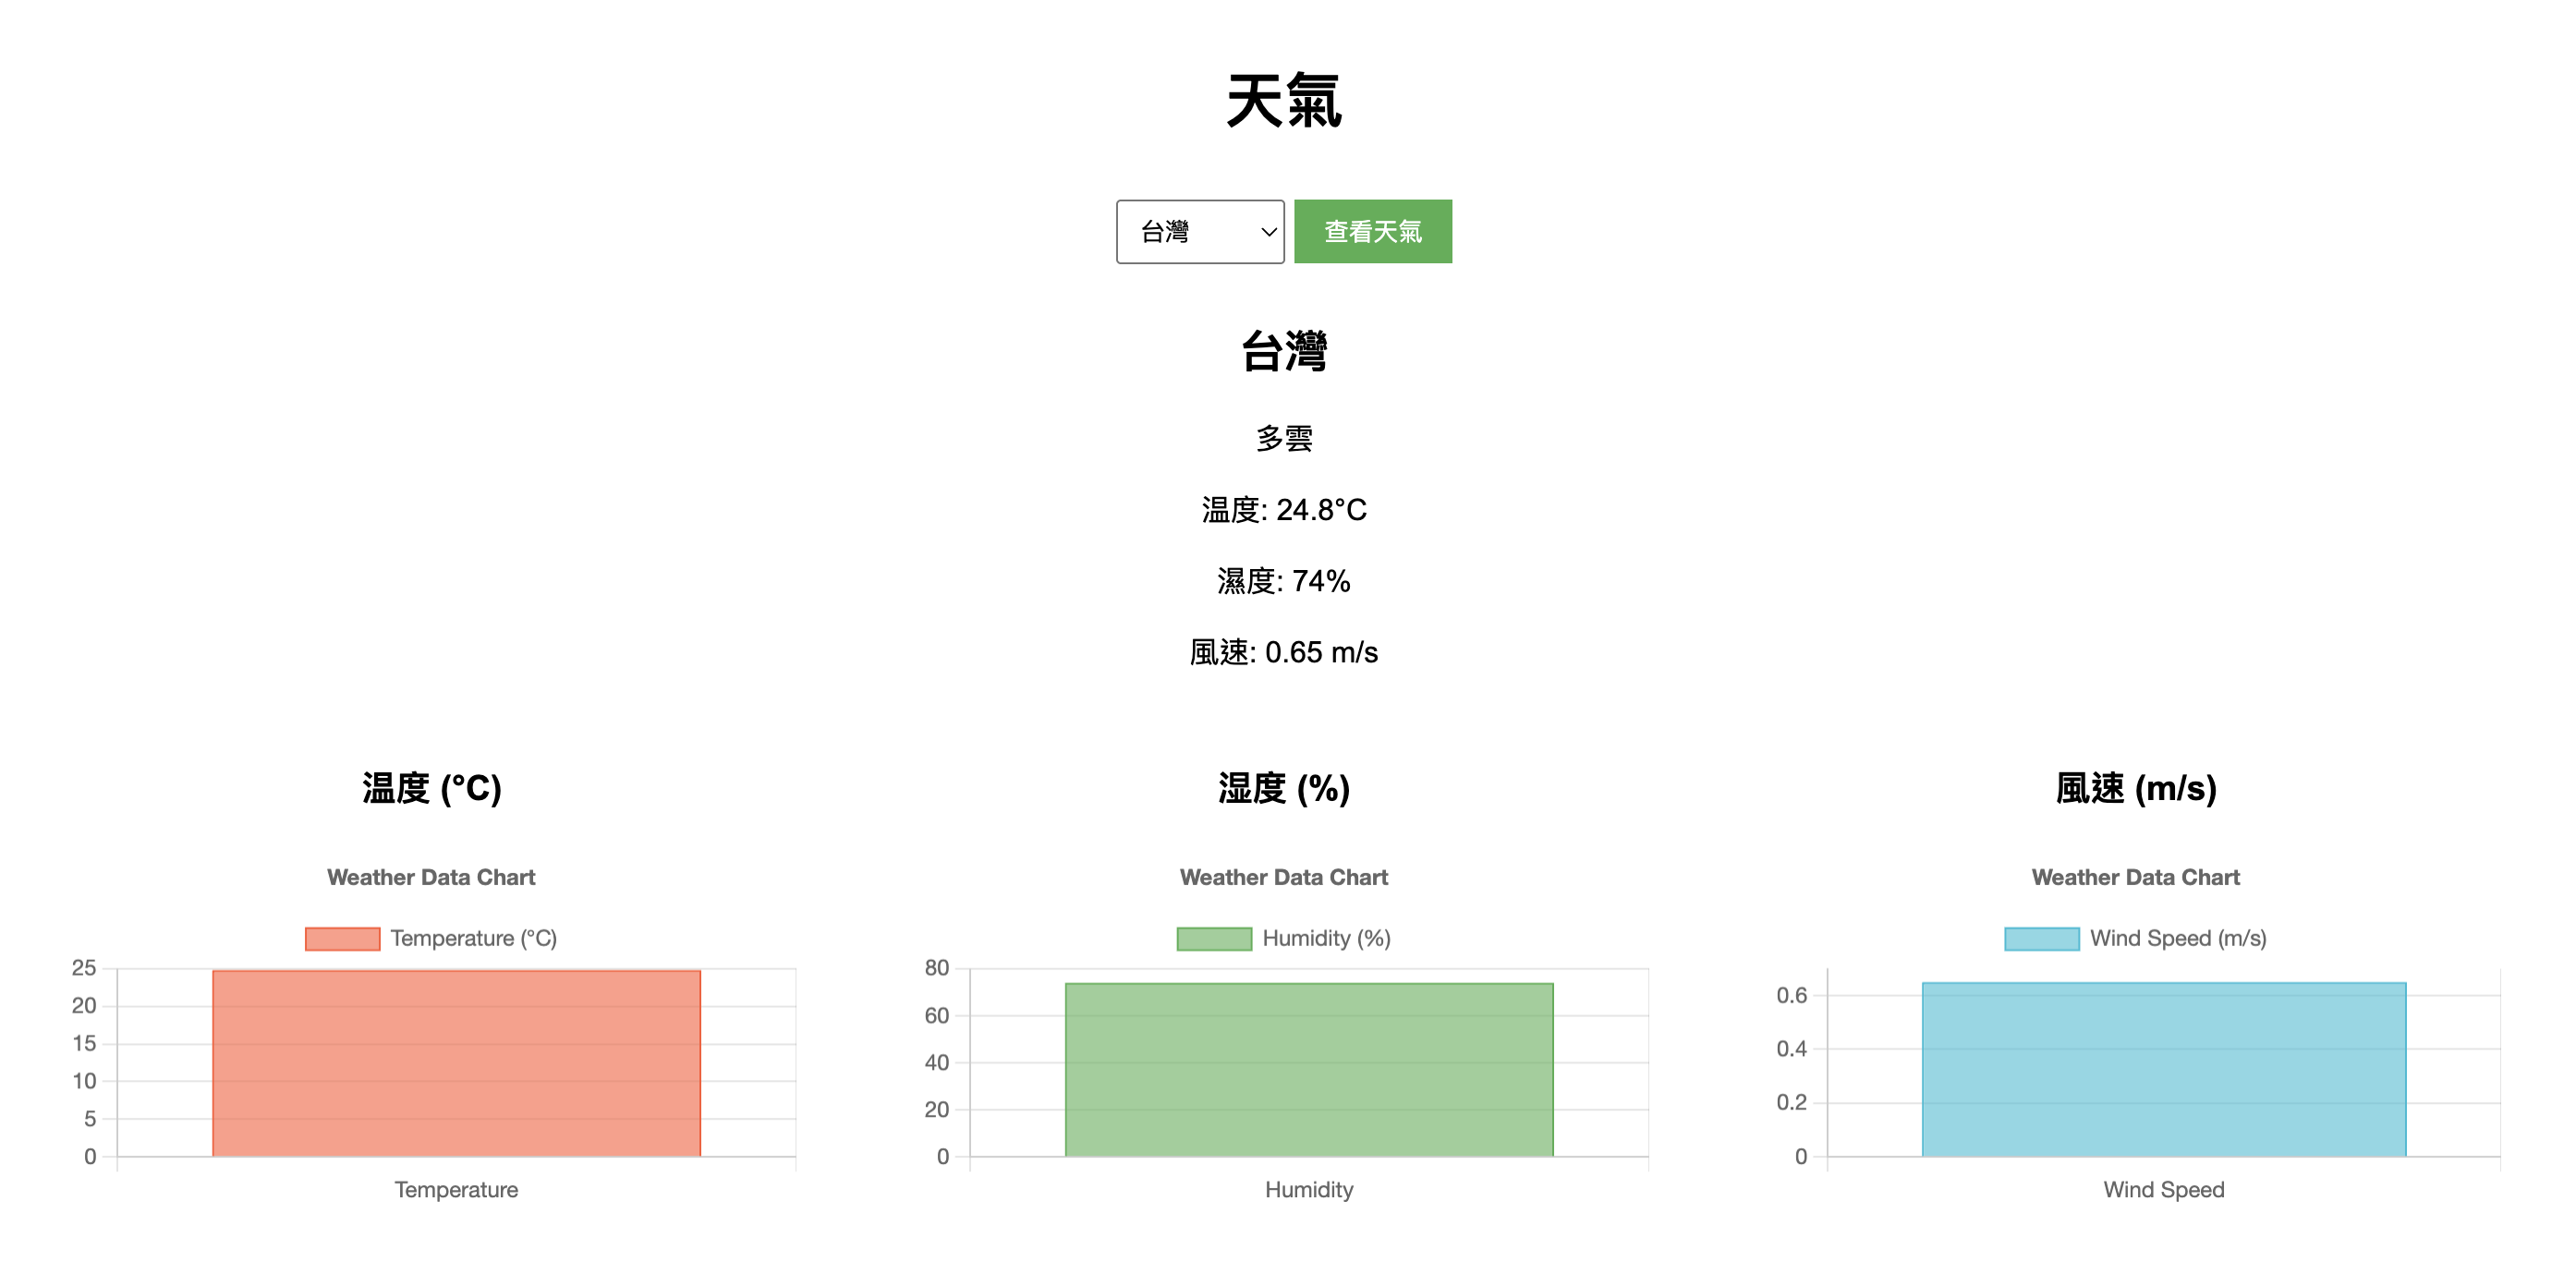 天氣
台灣
查看天氣
台灣
多雲
温度: 24.8°C
濕度: 74%
風速: 0.65 m/s
温度 (°C)
Weather Data Chart
Temperature (°C)
25
20
15
10
5
0
Temperature
湿度 (%)
Weather Data Chart
Humidity (%)
80
60
40
20
0
Humidity
風速 (m/s)
Weather Data Chart
Wind Speed (m/s)
0.6
0.4
0.2
0
Wind Speed